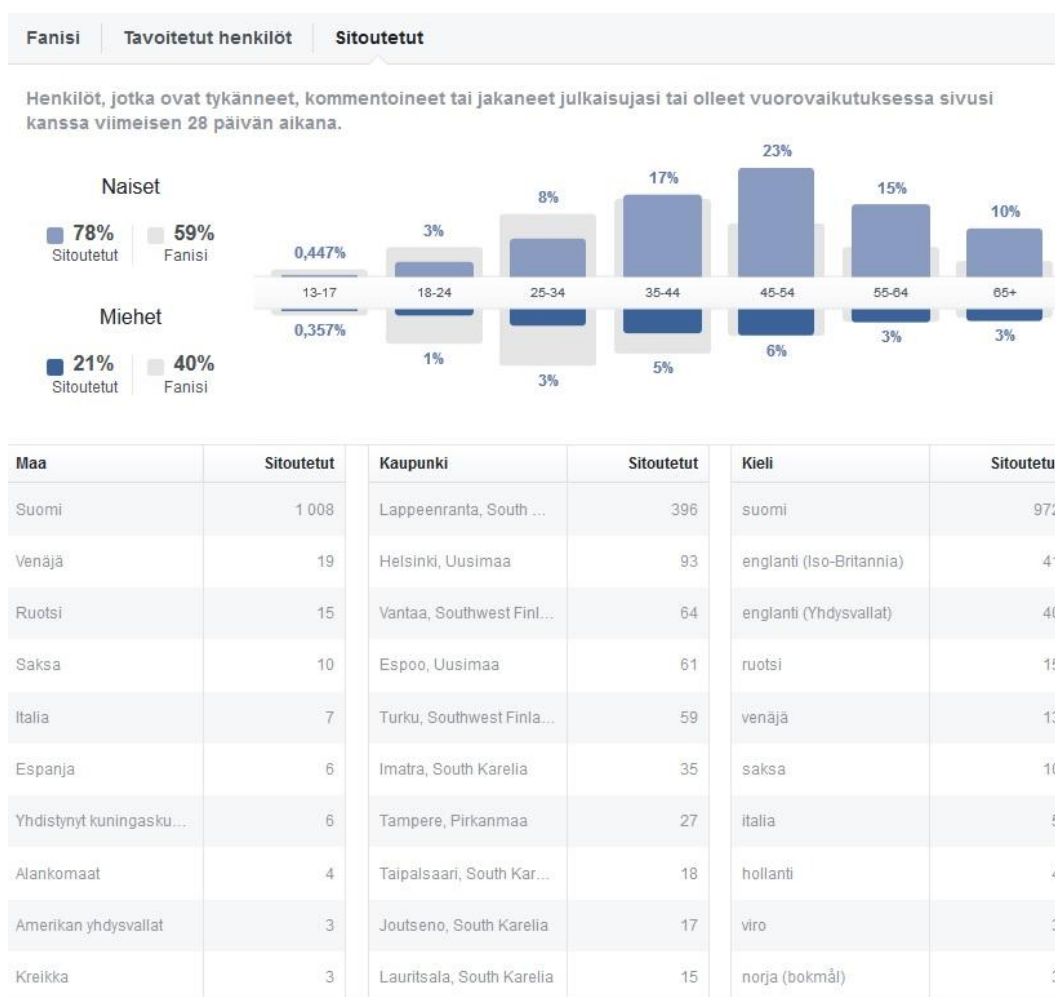 Fanisi Tavoitetut henkilöt Sitoutetut
Henkilöt, jotka ovat tykänneet, kommentoineet tai jakaneet julkaisujasi tai olleet vuorovaikutuksessa sivusi
kanssa viimeisen 28 päivän aikana.
Naiset
78% 59%
Sitoutetut Fanisi
0,447% 3% 8% 17% 23% 15% 10%
13-17 18-24 25-34 35-44 45-54 55-64 65+
0,357% 1% 3% 5% 6% 3% 3%
Miehet
21% 40%
Sitoutetut Fanisi
Maa Sitoutetut Kaupunki Sitoutetut Kieli Sitoutetu
Suomi 1 008 Lappeenranta, South ... 396 suomi 972
Venäjä 19 Helsinki, Uusimaa 93 englanti (Iso-Britannia)
Ruotsi 15 Vantaa, Southwest Finl... 64 englanti (Yhdysvallat) 40
Saksa 10 Espoo, Uusimaa 61 ruotsi
Italia 7 Turku, Southwest Finla... 59 venäjä
Espanja 6 Imatra, South Karelia 35 saksa 10
Yhdistynyt kuningasku... 6 Tampere, Pirkanmaa 27 italia
Alankomaat 4 Taipalsaari, South Kar... 18 hollanti
Amerikan yhdysvallat 3 Joutseno, South Karelia 17 viro
Kreikka 3 Lauritsala, South Karelia 15 norja (bokmål)